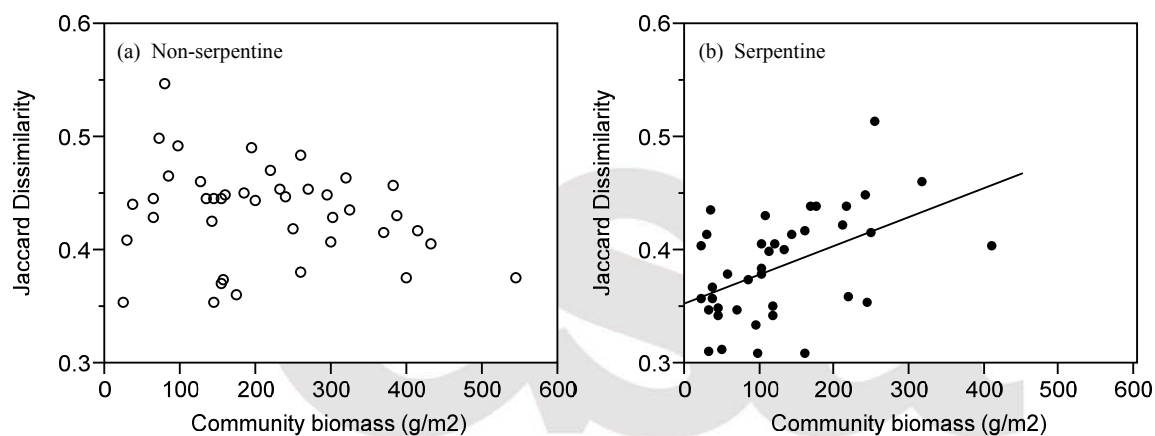 (a) Non-serpentine
Jaccard Dissimilarity
0.6
0.5
0.4
0.3
0 100 200 300 400 500 600
Community biomass (g/m2)
(b) Serpentine
Jaccard Dissimilarity
0.6
0.5
0.4
0.3
0 100 200 300 400 500 600
Community biomass (g/m2)